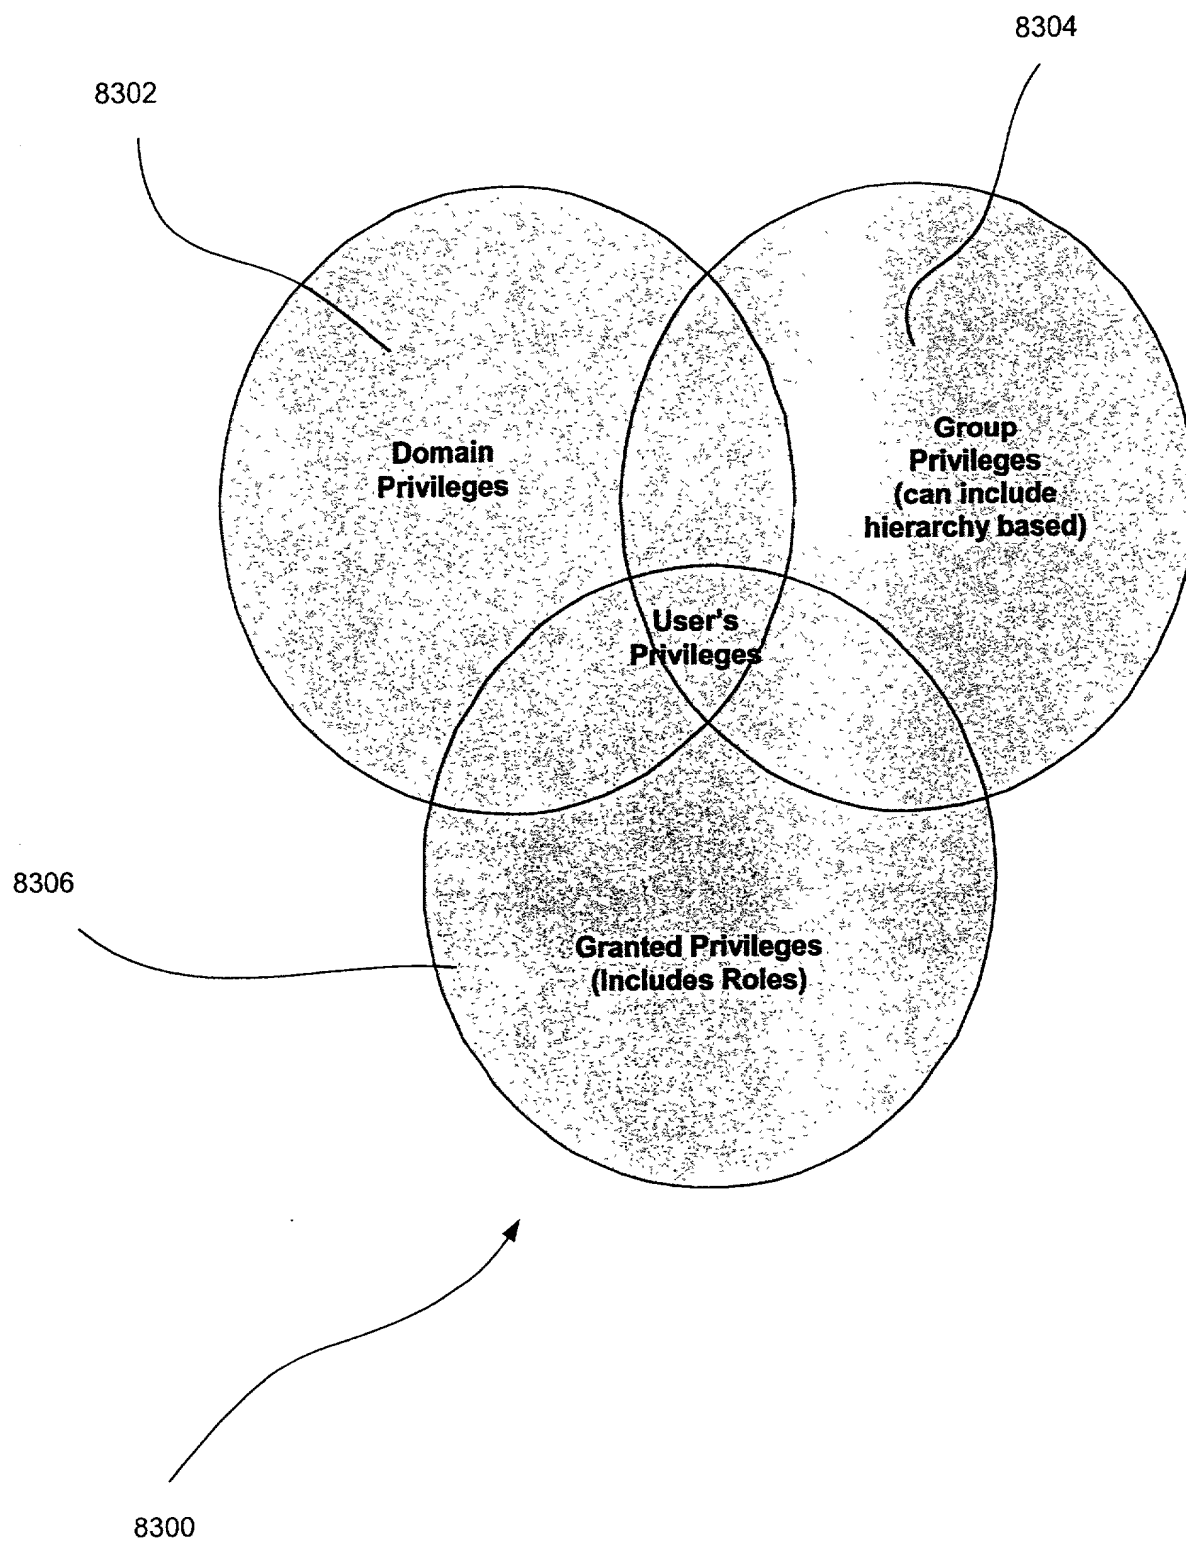 8304
8302
Domain
Privileges
Group
Privileges
(can include
hierarchy based)
User's
Privileges
8306
Granted Privileges
(Includes Roles)
8300